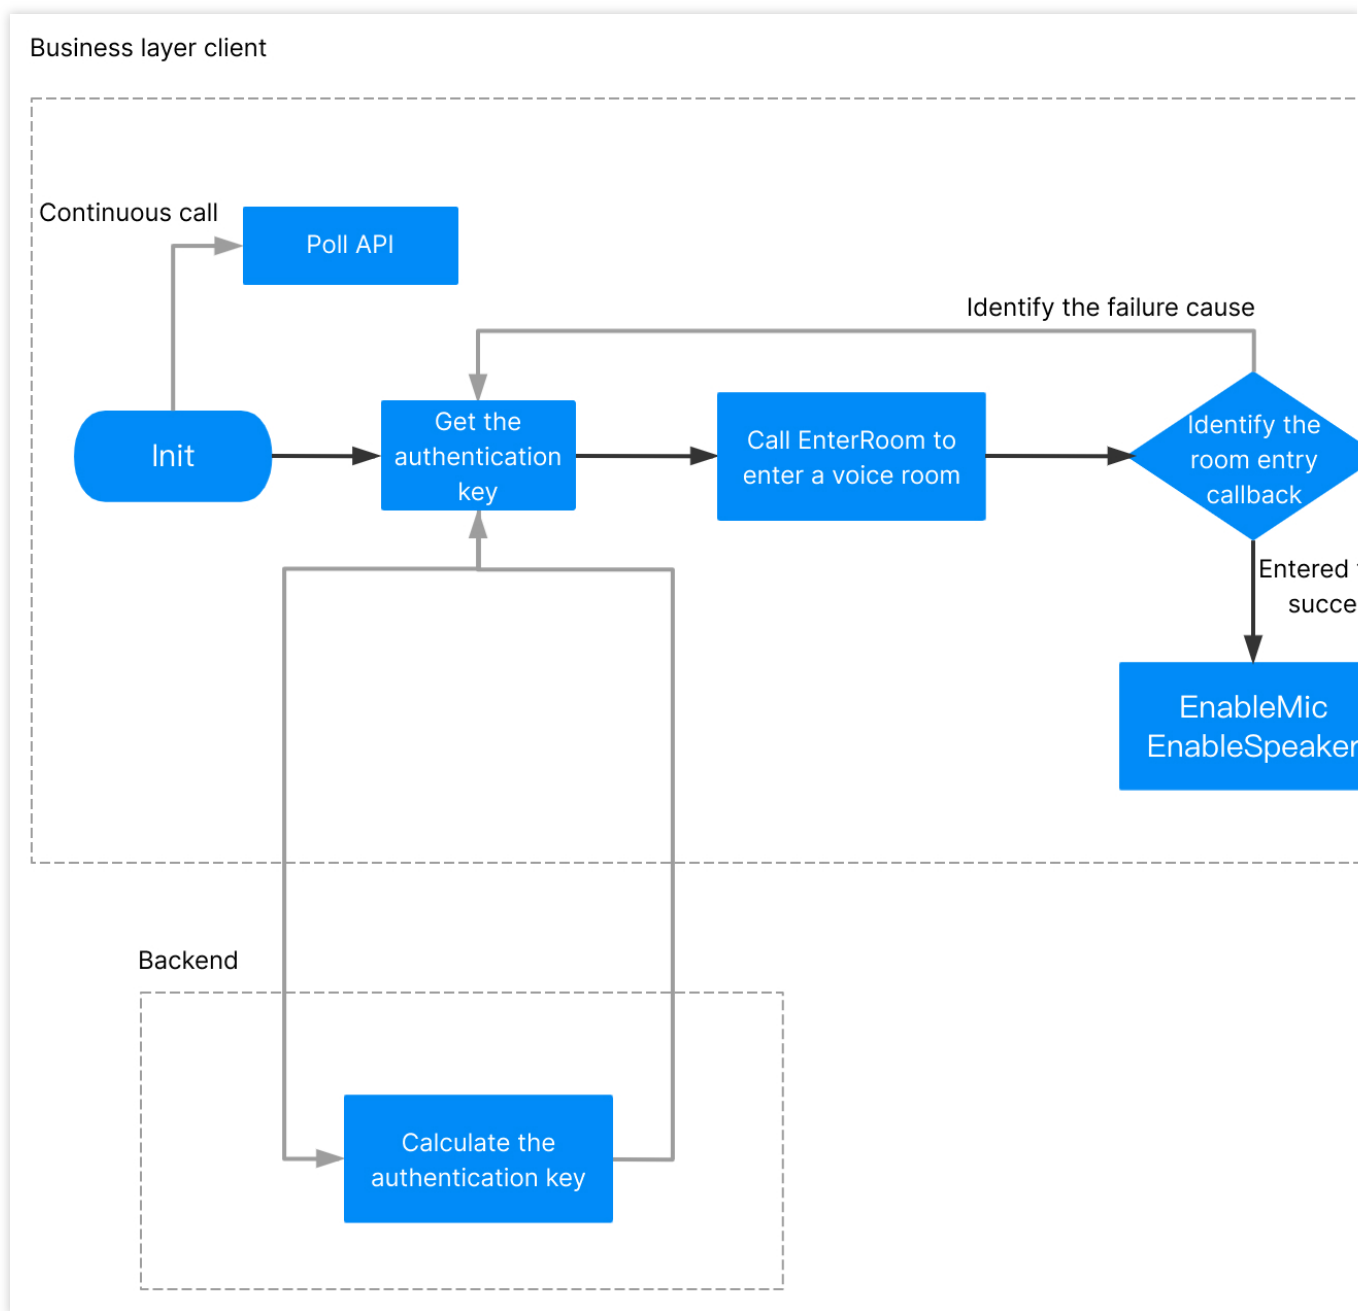 Business layer client
Continuous call
Poll API
Identify the failure cause
Init
Get the
authentication
key
Call EnterRoom to
enter a voice room
Identify the
room entry
callback
Entered
EnableMic
EnableSpeaker
Backend
Calculate the
authentication key